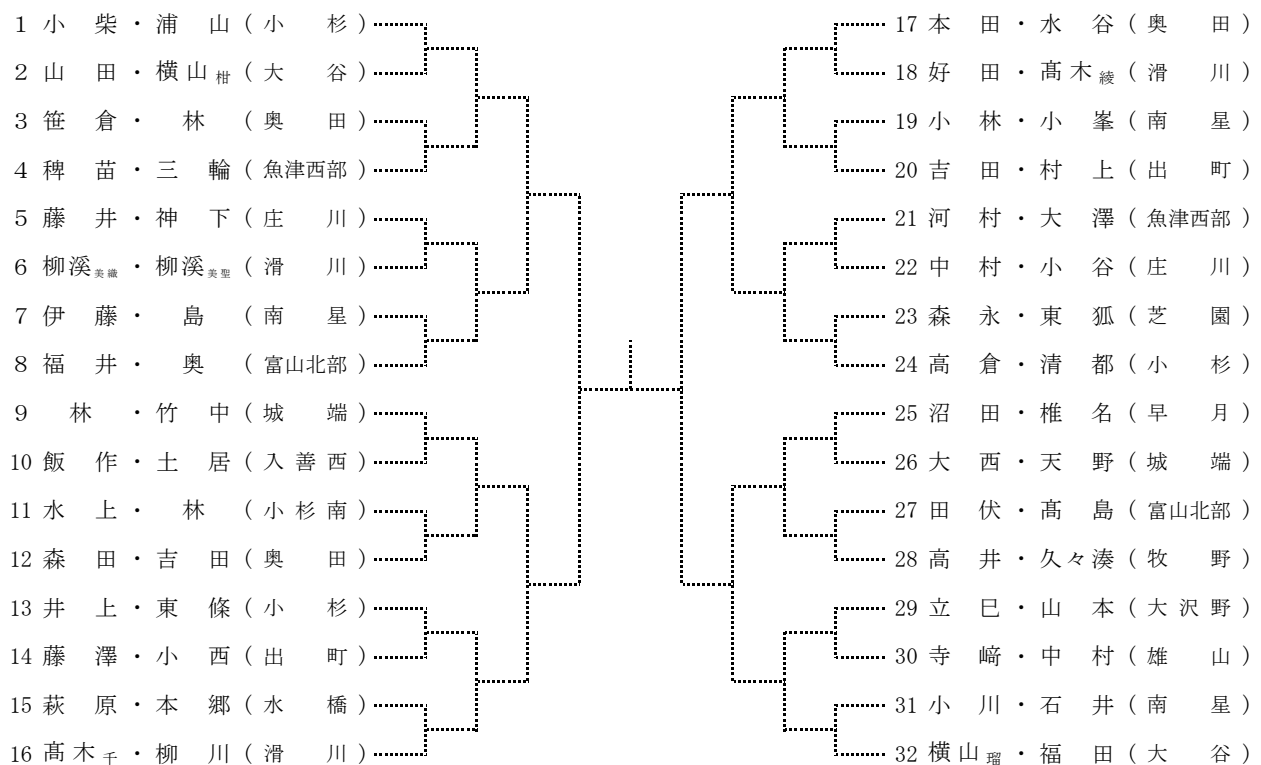 1 小柴・浦山(小杉)
2 山田・横山柑(大谷)
3 笹倉・林(奥田)
4 稗苗・三輪(魚津西部)
5 藤井・神下(庄川)
6 柳溪美織・柳溪美聖(滑川)
7 伊藤・島(南星)
8 福井・奥(富山北部)
9 林・竹中(城端)
10 飯作・土居(入善西)
11 水上・林(小杉南)
12 森田・吉田(奥田)
13 井上・東條(小杉)
14 藤澤・小西(出町)
15 萩原・本郷(水橋)
16 髙木千・柳川(滑川)
17 本田・水谷(奥田)
18 好田・髙木綾(滑川)
19 小林・小峯(南星)
20 吉田・村上(出町)
21 河村・大澤(魚津西部)
22 中村・小谷(庄川)
23 森永・東狐(芝園)
24 高倉・清都(小杉)
25 沼田・椎名(早月)
26 大西・天野(城端)
27 田伏・髙島(富山北部)
28 高井・久々湊(牧野)
29 立巳・山本(大沢野)
30 寺﨑・中村(雄山)
31 小川・石井(南星)
32 横山瑠・福田(大谷)